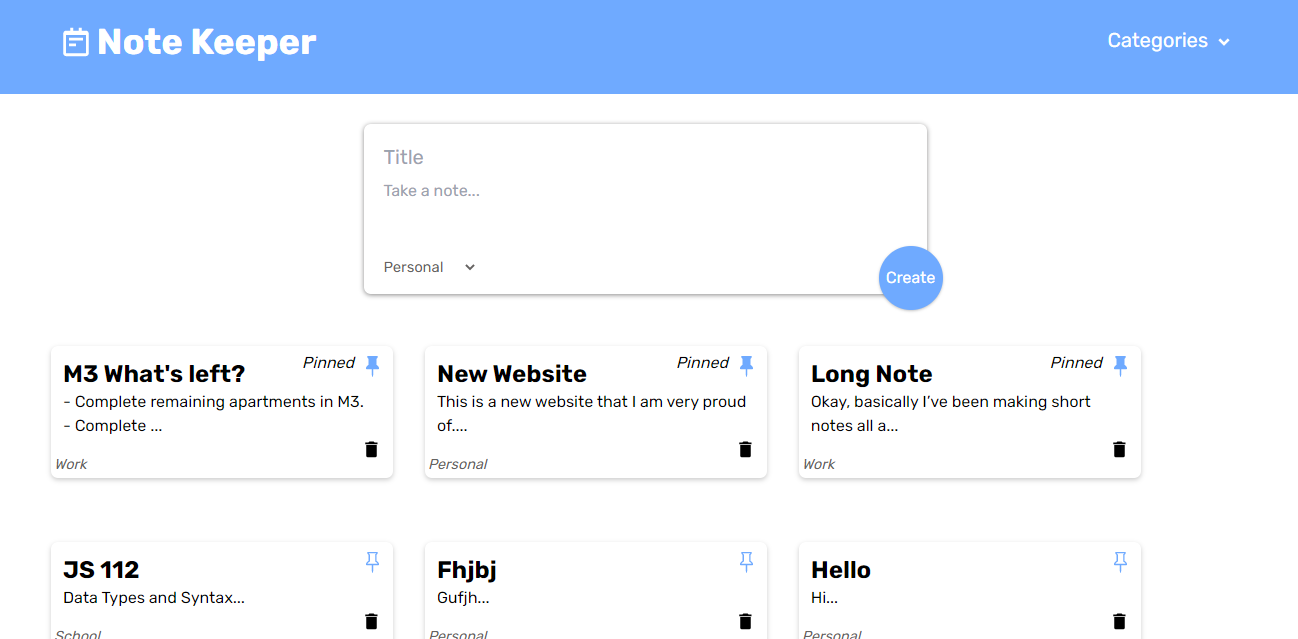 Note Keeper
Categories
Title
Take a note...
Personal
Create
M3 What's left?
Pinned
- Complete remaining apartments in M3.
- Complete ...
Work
New Website
Pinned
This is a new website that I am very proud
of....
Personal
Long Note
Pinned
Okay, basically I’ve been making short
notes all a...
Work
JS 112
Data Types and Syntax...
School
Fhjbj
Gufjh...
Personal
Hello
Hi...
Personal